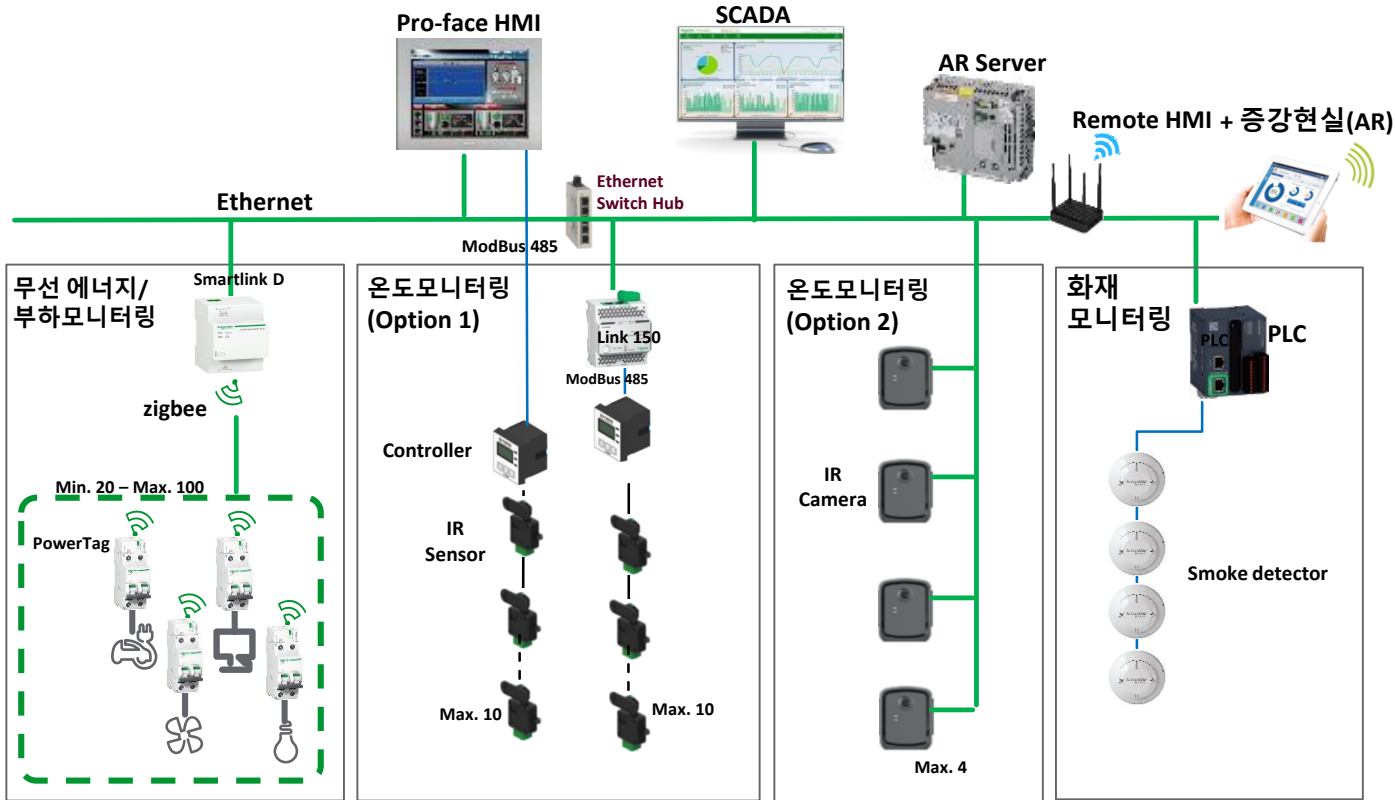 Pro-face HMI
SCADA
AR Server
Remote HMI + 증강현실(AR)
Ethernet
Ethernet
Switch Hub
ModBus 485
무선 에너지/
부하모니터링
Smartlink D
zigbee
Min. 20 – Max. 100
PowerTag
온도모니터링
(Option 1)
Link 150
ModBus 485
Controller
IR
Sensor
Max. 10
Max. 10
온도모니터링
(Option 2)
IR
Camera
Max. 4
화재
모니터링
PLC
PLC
Smoke detector